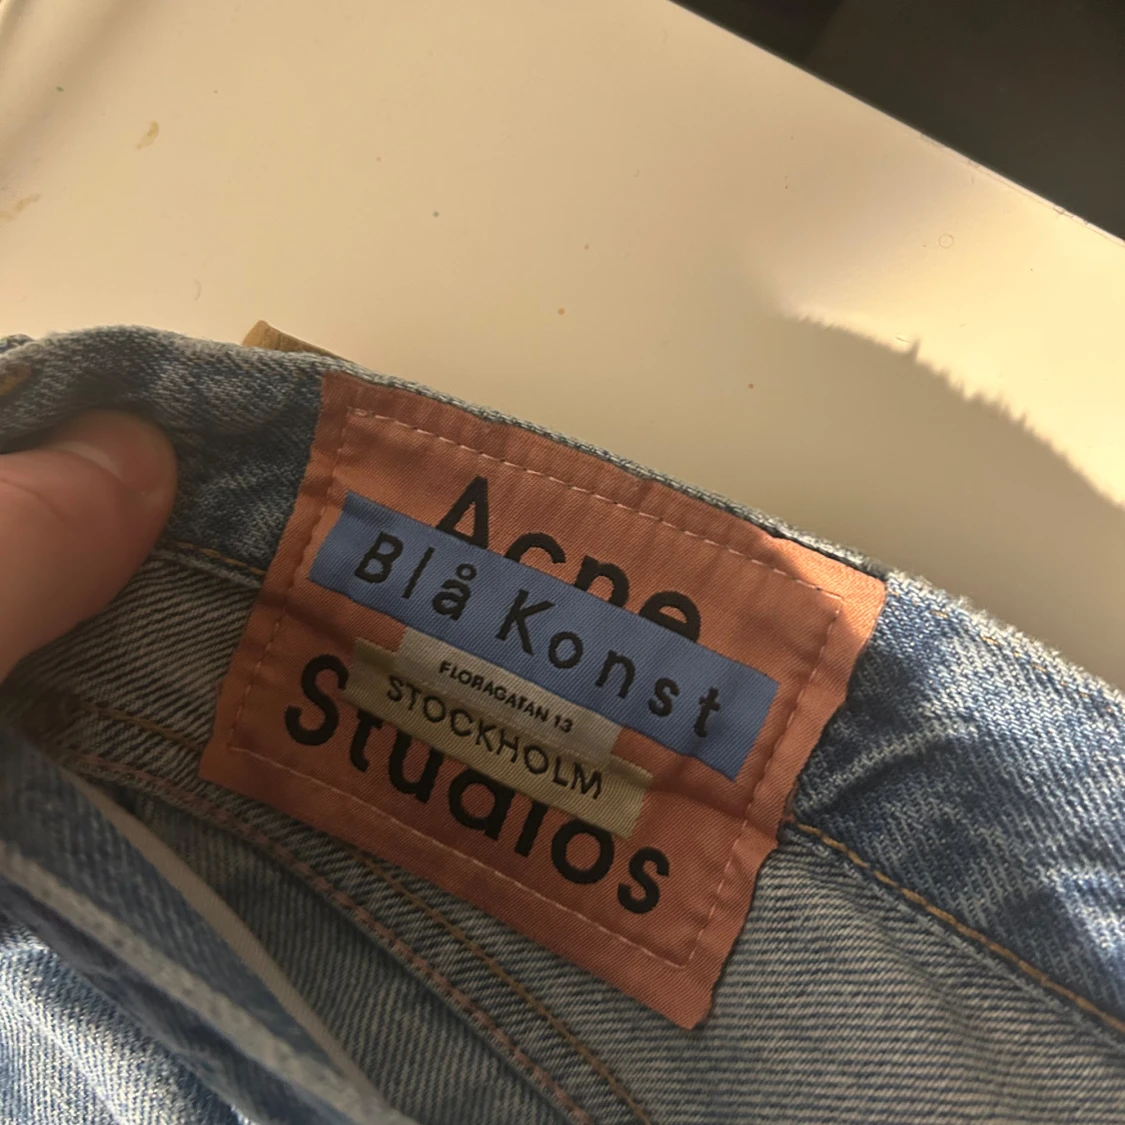 Acne
Blå Konst
FLORAGATAN 13
STOCKHOLM
Studios